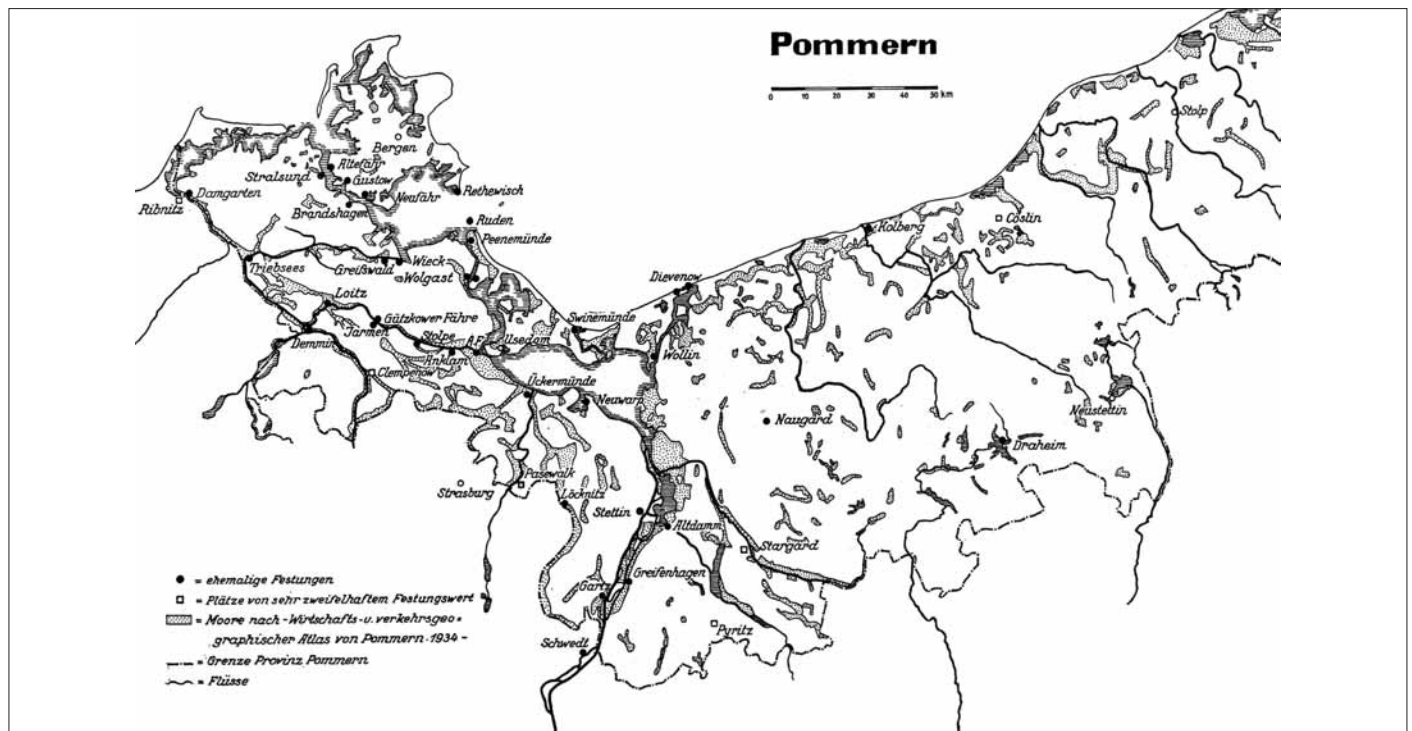 Pommern
0 10 20 30 40 50 km
Stolp
Bergen
Altefähr
Stralsund
Gustow
Damgarten
Neufähr
Rethewisch
Ribnitz
Brandshagen
Ruden
Cöslin
Kolberg
Peenemünde
Triebsees
Greifswald
Wieck
Wolgast
Dievenow
Loitz
Gützkower Fähre
Swinemünde
Jarmen
Stolpe
A.F.
Usedom
Demmin
Anklam
Wollin
Clempenow
Ückermünde
Neuwarp
Neustettin
Naugard
Draheim
Pasewalk
Strasburg
Löcknitz
Stettin
Altdamm
Stargard
Greifenhagen
Gartz
Pyritz
Schwedt
= ehemalige Festungen
= Plätze von sehr zweifelhaftem Festungswert
= Moore nach-Wirtschafts-u. verkehrsgeo=
graphischer Atlas von Pommern-1934-
= Grenze Provinz Pommern
= Flüsse